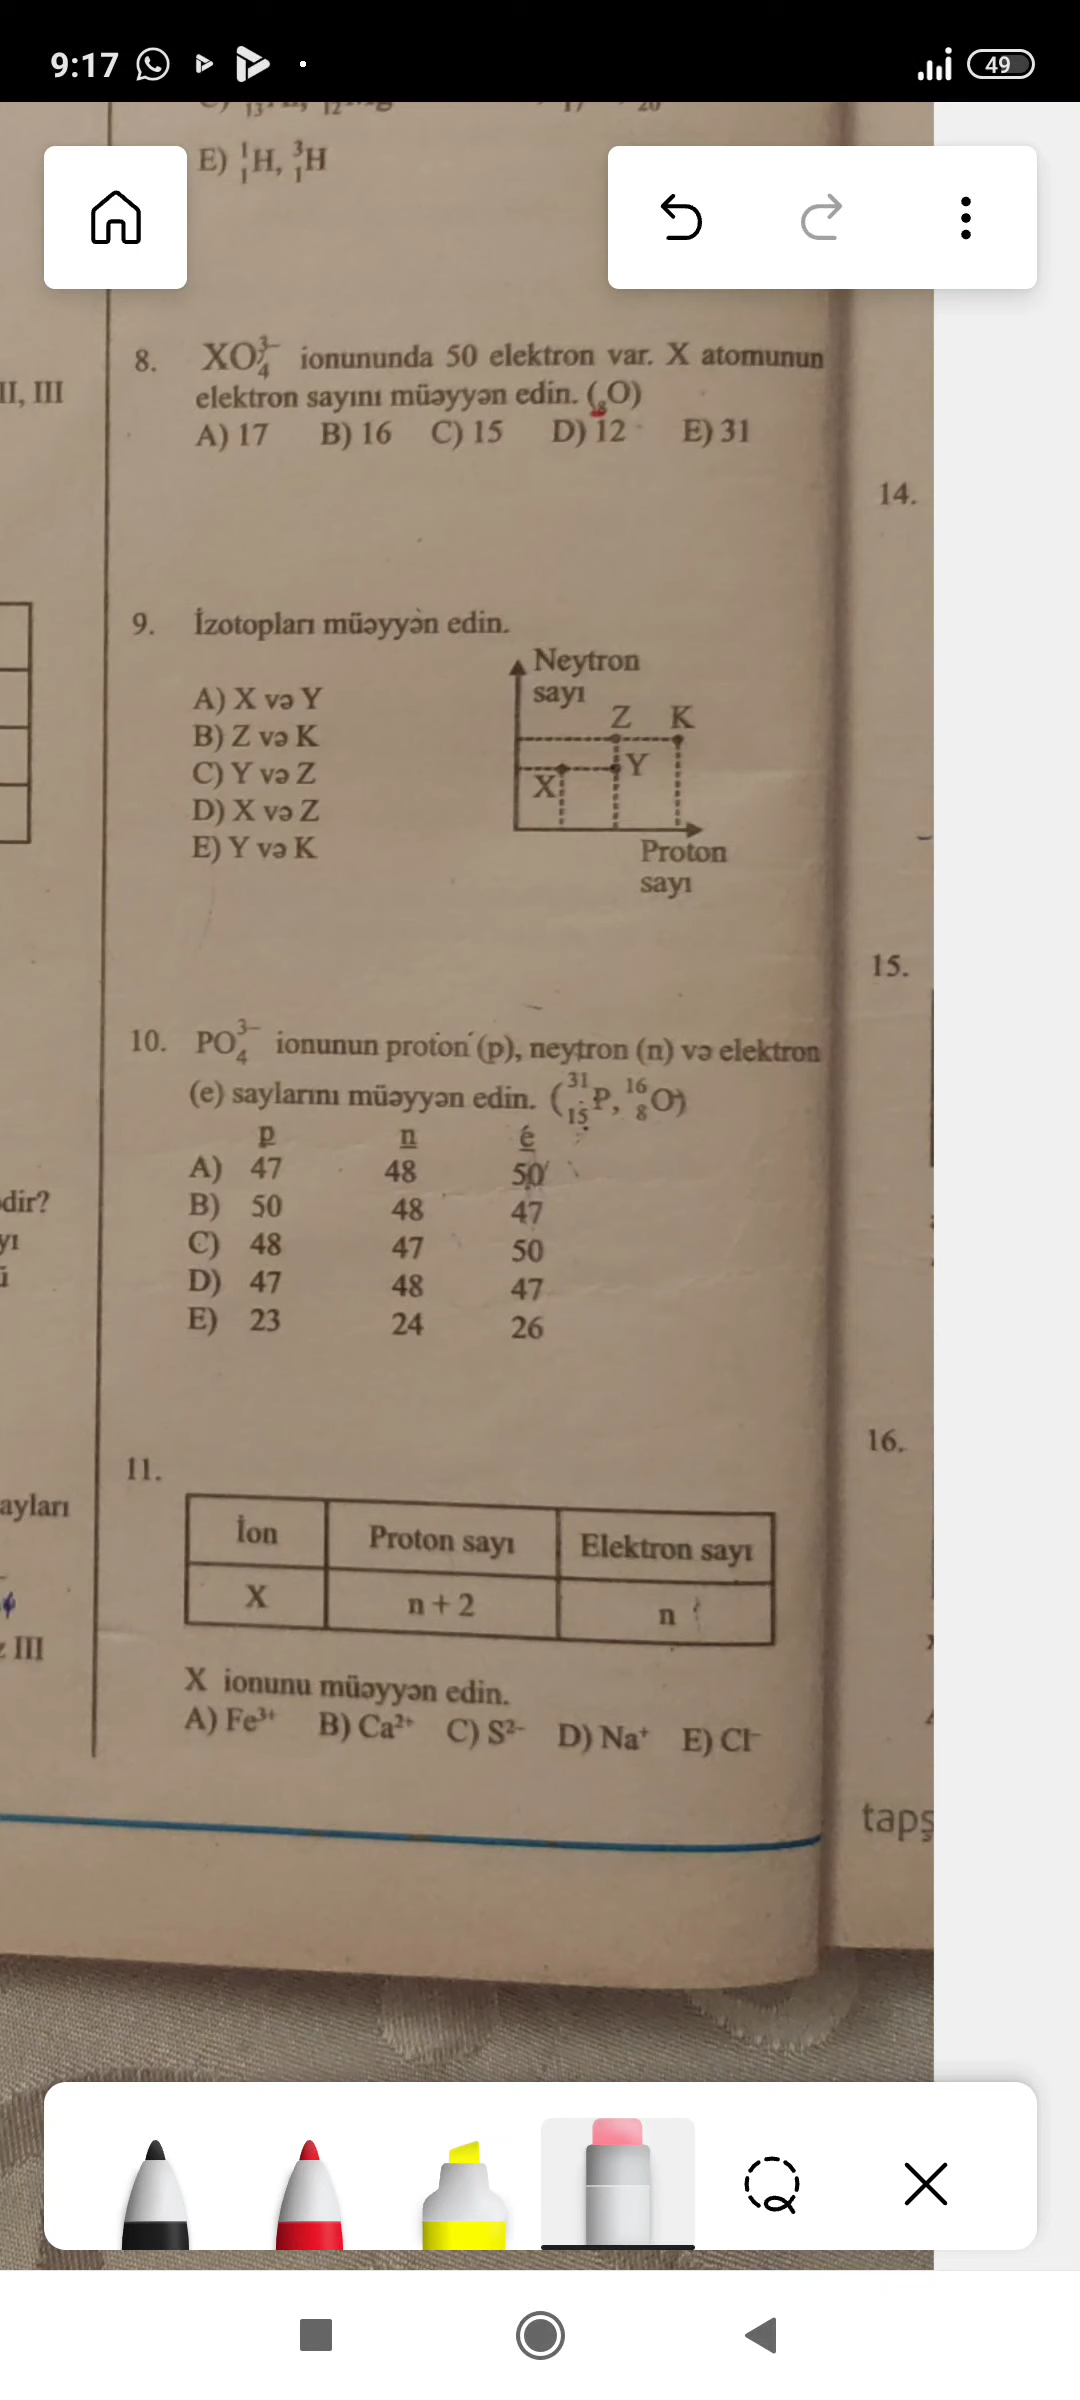 9:17
49
E) ¹₁H, ³₁H
II, III
8. XO₄³⁻ ionununda 50 elektron var. X atomunun
elektron sayını müəyyən edin. (₈O)
A) 17 B) 16 C) 15 D) 12 E) 31
14.
9. İzotopları müəyyən edin.
A) X və Y
B) Z və K
C) Y və Z
D) X və Z
E) Y və K
Neytron
sayı
Z K
Y
X
Proton
sayı
15.
10. PO₄³⁻ ionunun proton (p), neytron (n) və elektron
(e) saylarını müəyyən edin. (³¹₁₅P, ¹⁶₈O)
p n e
A) 47 48 50
B) 50 48 47
C) 48 47 50
D) 47 48 47
E) 23 24 26
dir?
16.
11.
İon Proton sayı Elektron sayı
X n + 2 n
ayları
III
X ionunu müəyyən edin.
A) Fe³⁺ B) Ca²⁺ C) S²⁻ D) Na⁺ E) Cl⁻
tapş